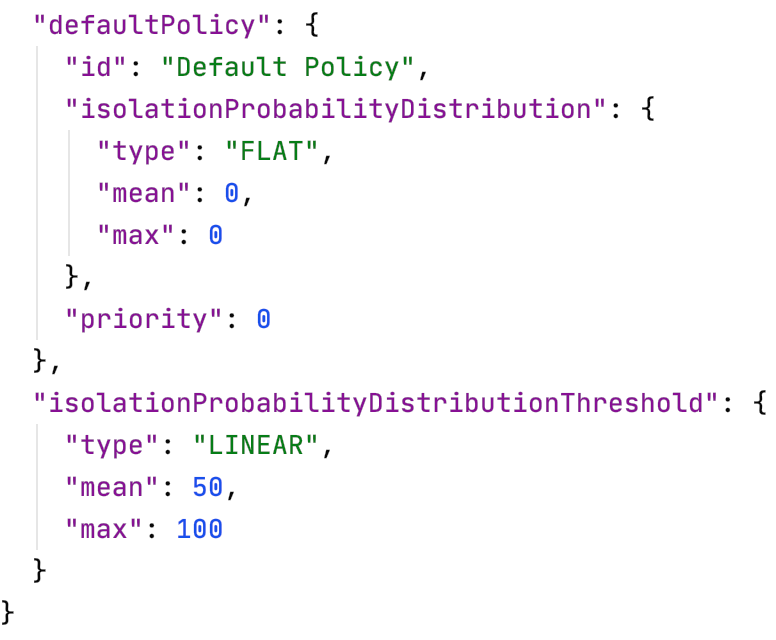 "defaultPolicy": {
"id": "Default Policy",
"isolationProbabilityDistribution": {
"type": "FLAT",
"mean": 0,
"max": 0
},
"priority": 0
},
"isolationProbabilityDistributionThreshold": {
"type": "LINEAR",
"mean": 50,
"max": 100
}
}